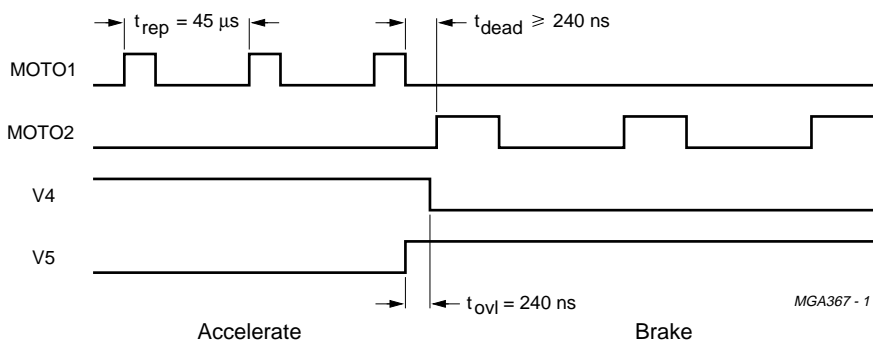 t_rep = 45 μs
t_dead ≥ 240 ns
MOTO1
MOTO2
V4
V5
t_ovl = 240 ns
MGA367 - 1
Accelerate
Brake